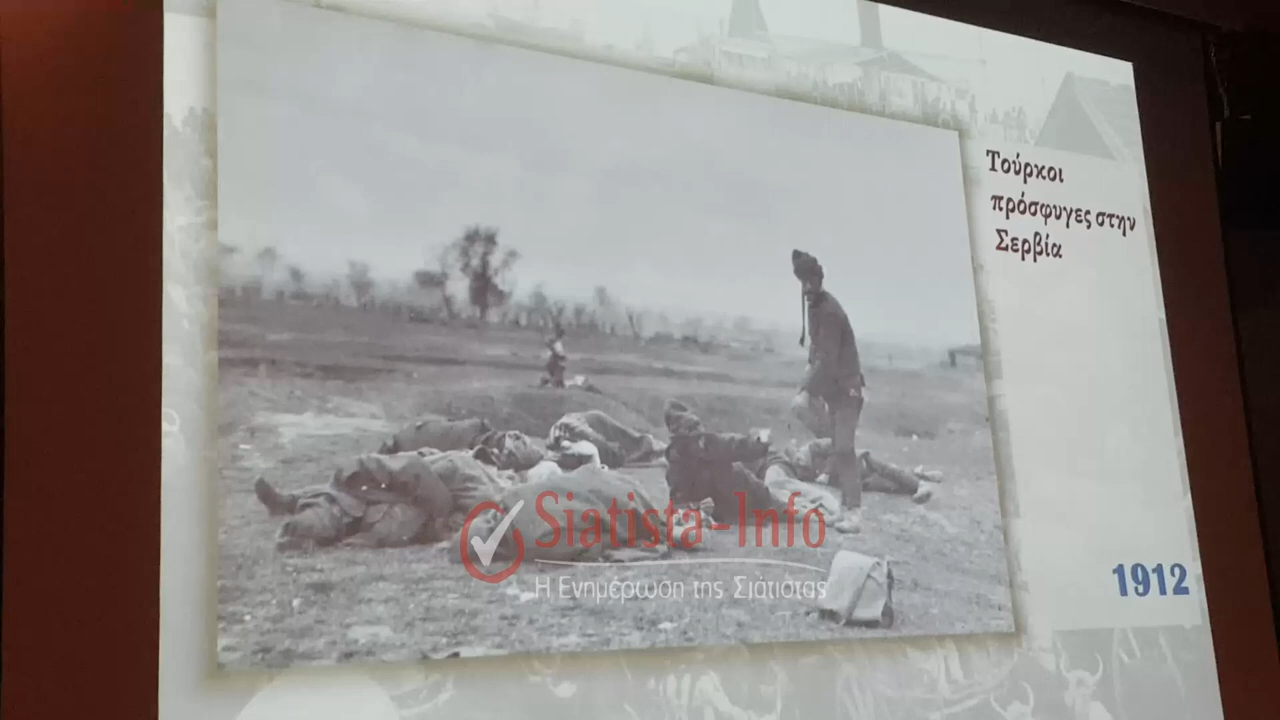 Τούρκοι
πρόσφυγες στην
Σερβία
Siatista-Info
Η Ενημέρωση της Σιάτιστας
1912